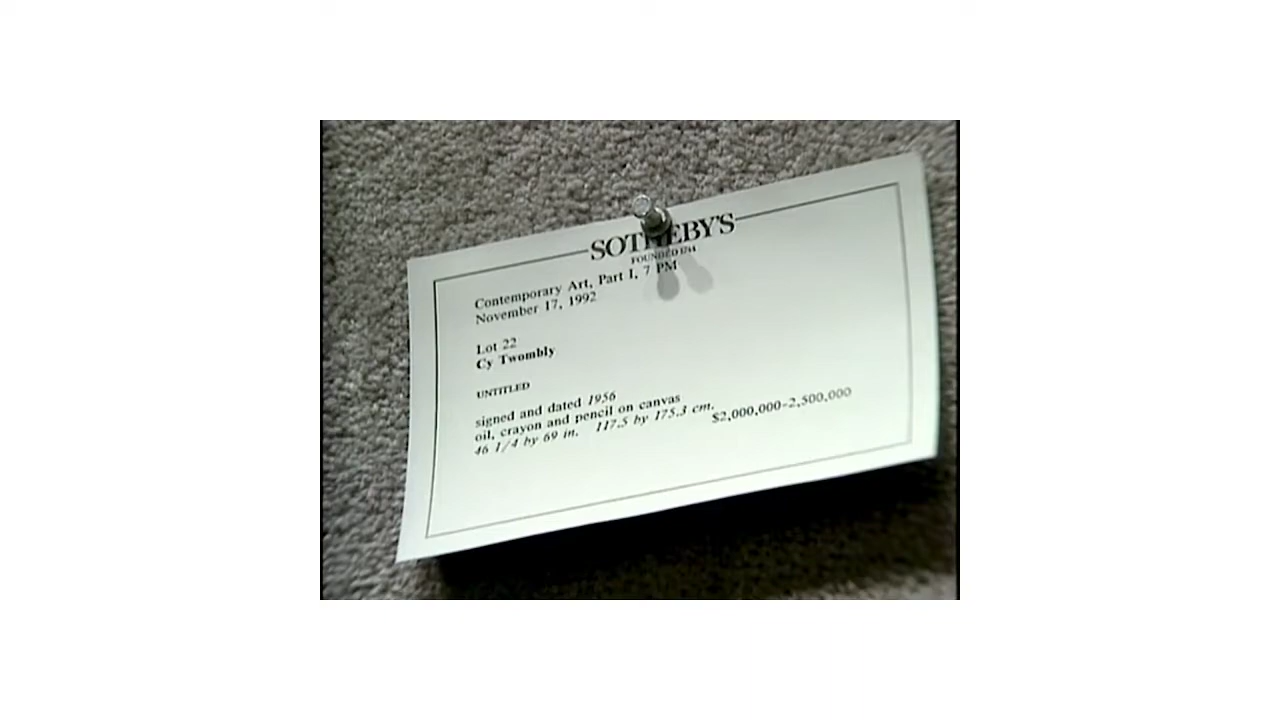 SOTHEBY'S
FOUNDED 1744
Contemporary Art, Part I, 7 PM
November 17, 1992
Lot 22
Cy Twombly
UNTITLED
signed and dated 1956
oil, crayon and pencil on canvas
46 1/4 by 69 in. 117.5 by 175.3 cm.
$2,000,000-2,500,000